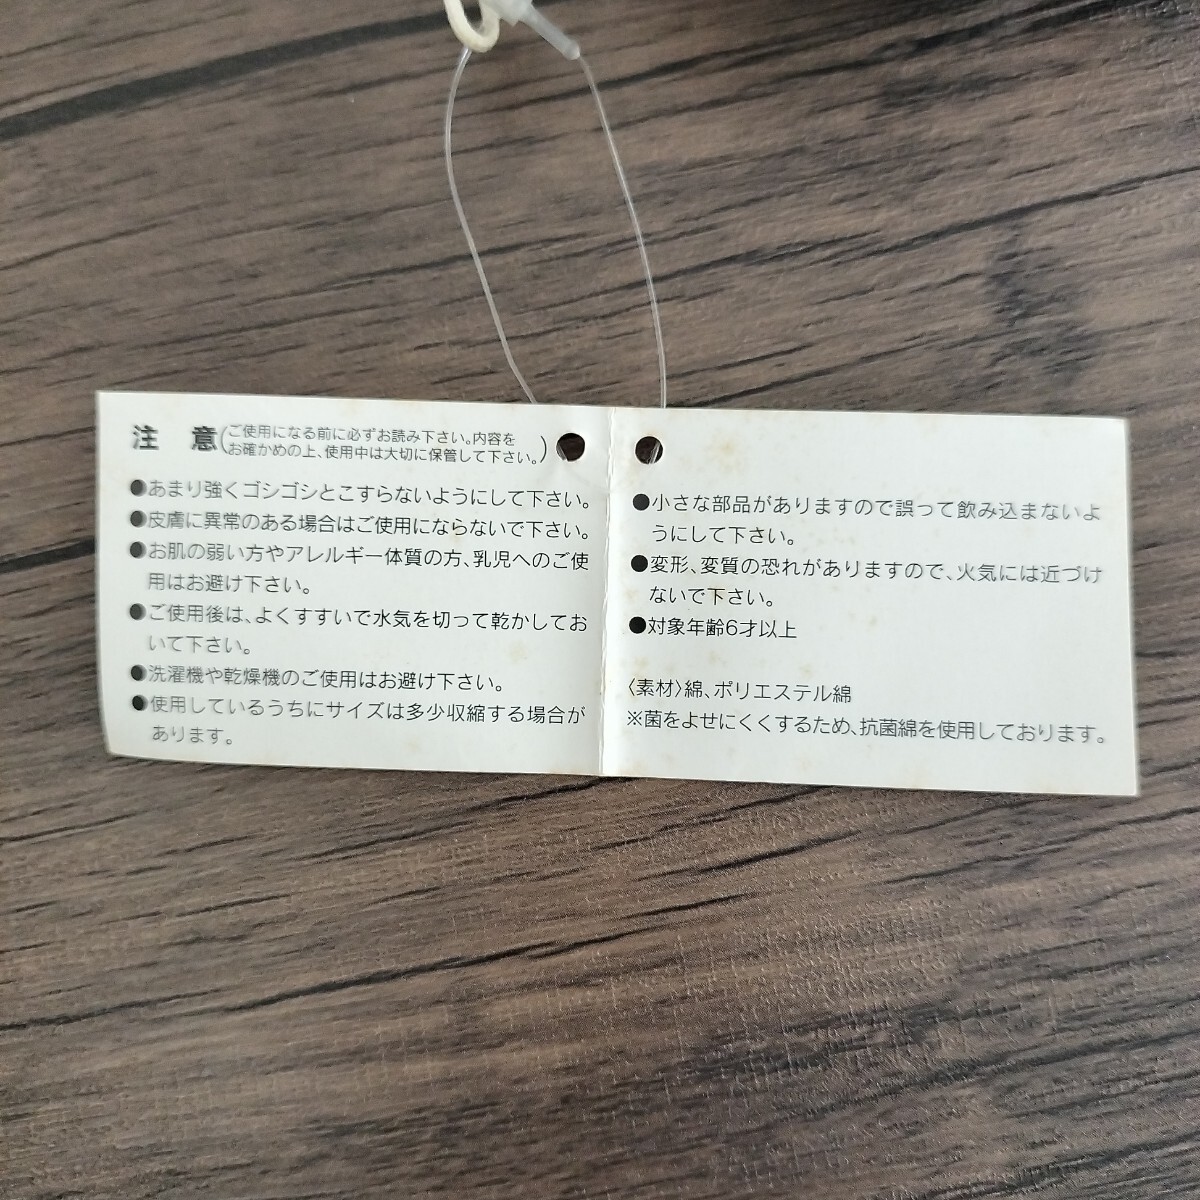 注　意(ご使用になる前に必ずお読み下さい。内容を
お確かめの上、使用中は大切に保管して下さい。)
●あまり強くゴシゴシとこすらないようにして下さい。
●皮膚に異常のある場合はご使用にならないで下さい。
●お肌の弱い方やアレルギー体質の方、乳児へのご使
用はお避け下さい。
●ご使用後は、よくすすいで水気を切って乾かしてお
いて下さい。
●洗濯機や乾燥機のご使用はお避け下さい。
●使用しているうちにサイズは多少収縮する場合が
あります。
●小さな部品がありますので誤って飲み込まないよ
うにして下さい。
●変形、変質の恐れがありますので、火気には近づけ
ないで下さい。
●対象年齢6才以上
〈素材〉綿、ポリエステル綿
※菌をよせにくくするため、抗菌綿を使用しております。